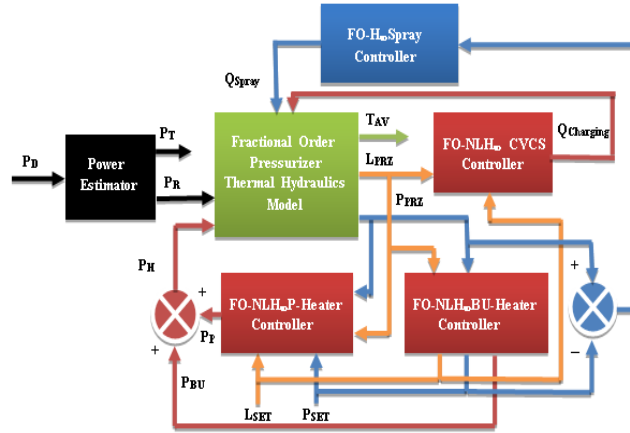 FO-H∞Spray
Controller
QSpray
TAV
Fractional Order
Pressurizer
Thermal Hydraulics
Model
FO-NLH∞ CVCS
Controller
QCharging
PD
Power
Estimator
PT
PR
LPRZ
PPRZ
PH
+
FO-NLH∞P-Heater
Controller
FO-NLH∞BU-Heater
Controller
+
PP
+
−
PBU
LSET
PSET